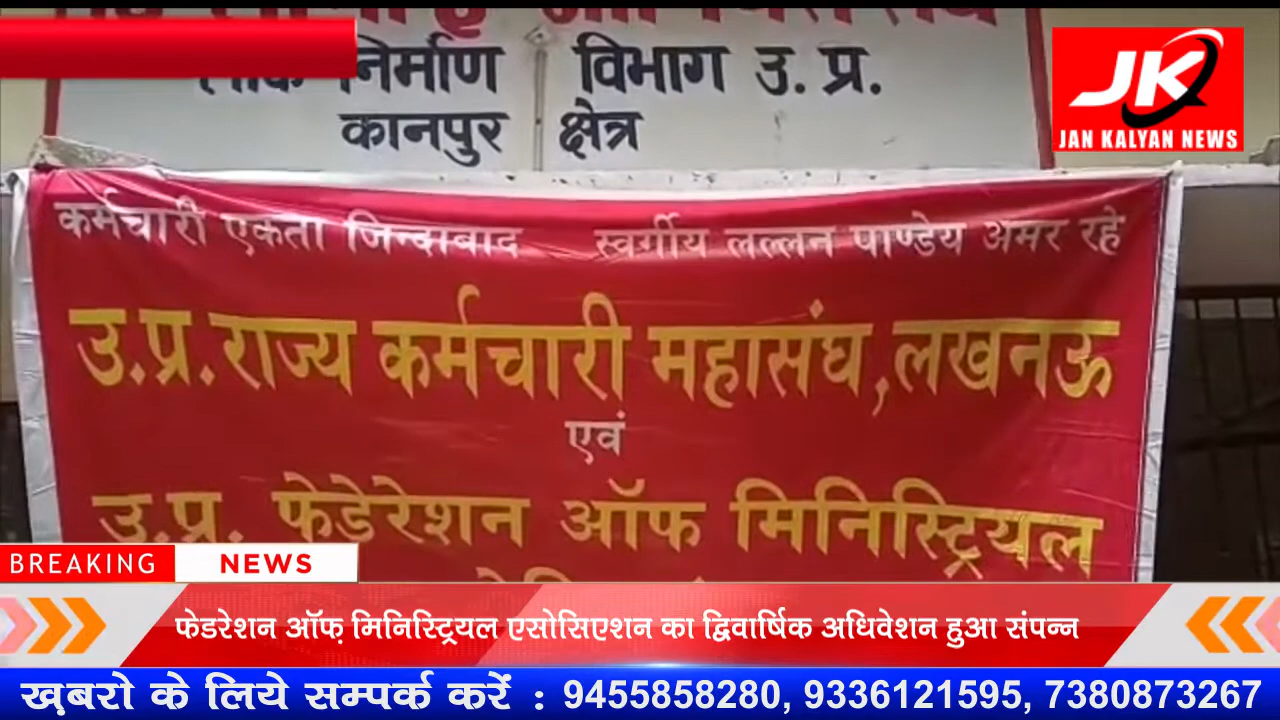 निर्माण विभाग उ. प्र.
कानपुर क्षेत्र
JK
JAN KALYAN NEWS
कर्मचारी एकता जिन्दाबाद स्वर्गीय लल्लन पाण्डेय अमर रहे
उ.प्र. राज्य कर्मचारी महासंघ, लखनऊ
एवं
उ.प्र. फेडेरेशन ऑफ मिनिस्ट्रियल
BREAKING NEWS
फेडरेशन ऑफ़ मिनिस्ट्रियल एसोसिएशन का द्विवार्षिक अधिवेशन हुआ संपन्न
ख़बरो के लिये सम्पर्क करें : 9455858280, 9336121595, 7380873267